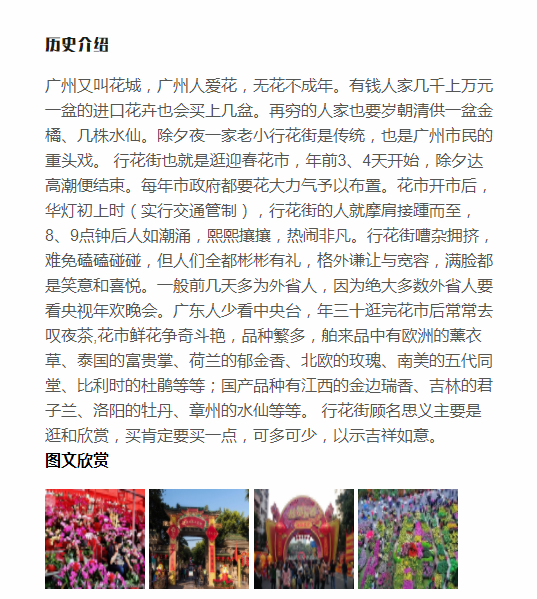 历史介绍
广州又叫花城，广州人爱花，无花不成年。有钱人家几千上万元
一盆的进口花卉也会买上几盆。再穷的人家也要岁朝清供一盆金
橘、几株水仙。除夕夜一家老小行花街是传统，也是广州市民的
重头戏。 行花街也就是逛迎春花市，年前3、4天开始，除夕达
高潮便结束。每年市政府都要花大力气予以布置。花市开市后，
华灯初上时（实行交通管制），行花街的人就摩肩接踵而至，
8、9点钟后人如潮涌，熙熙攘攘，热闹非凡。行花街嘈杂拥挤，
难免磕磕碰碰，但人们全都彬彬有礼，格外谦让与宽容，满脸都
是笑意和喜悦。一般前几天多为外省人，因为绝大多数外省人要
看央视年欢晚会。广东人少看中央台，年三十逛完花市后常常去
叹夜茶,花市鲜花争奇斗艳，品种繁多，舶来品中有欧洲的薰衣
草、泰国的富贵掌、荷兰的郁金香、北欧的玫瑰、南美的五代同
堂、比利时的杜鹃等等；国产品种有江西的金边瑞香、吉林的君
子兰、洛阳的牡丹、章州的水仙等等。 行花街顾名思义主要是
逛和欣赏，买肯定要买一点，可多可少，以示吉祥如意。
图文欣赏